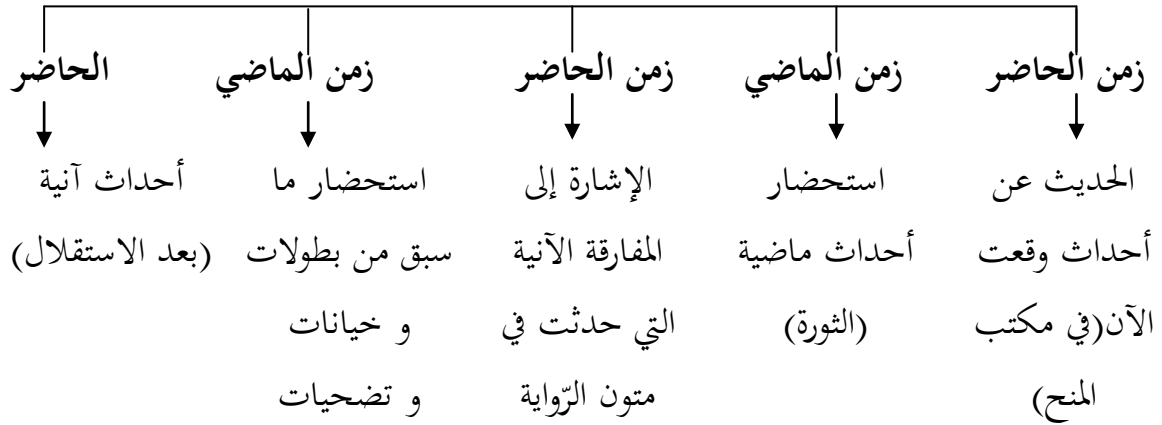 زمن الحاضر زمن الماضي زمن الحاضر زمن الماضي الحاضر
الحديث عن استحضار الإشارة إلى استحضار ما أحداث آنية
أحداث وقعت أحداث ماضية المفارقة الآنية سبق من بطولات (بعد الاستقلال)
الآن(في مكتب (الثورة) التي حدثت في و خيانات
المنح) متون الرّواية و تضحيات